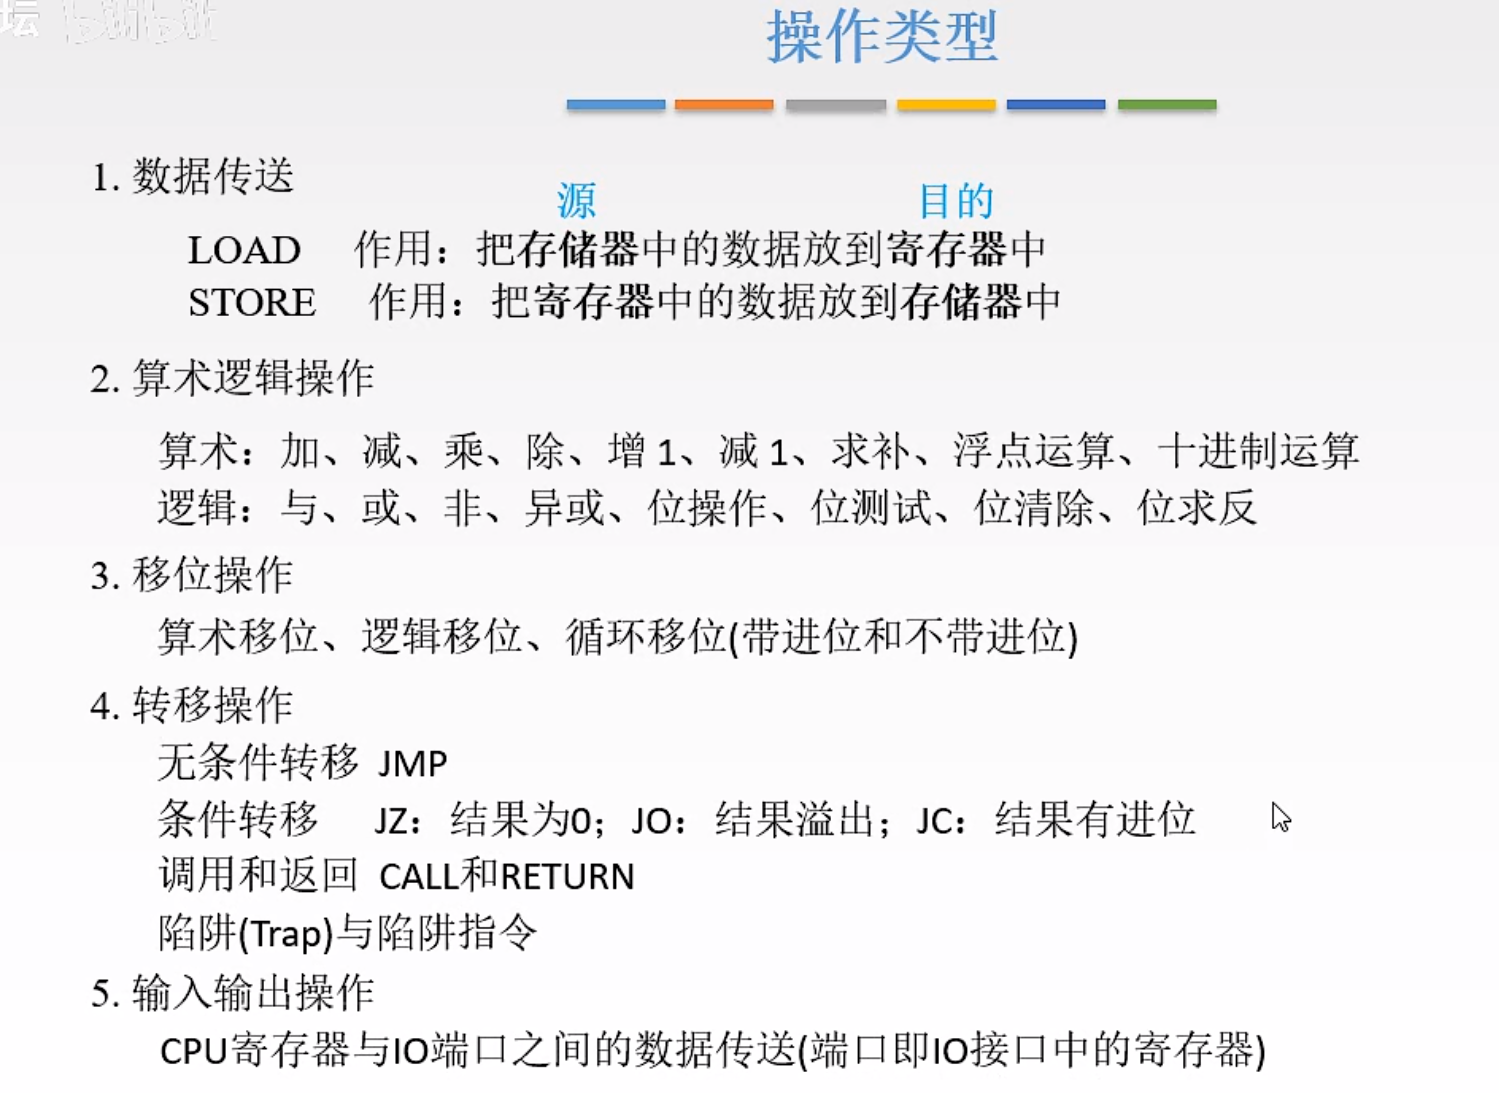 坛 bilibili
操作类型
1. 数据传送
源 目的
LOAD 作用：把存储器中的数据放到寄存器中
STORE 作用：把寄存器中的数据放到存储器中
2. 算术逻辑操作
算术：加、减、乘、除、增 1、减 1、求补、浮点运算、十进制运算
逻辑：与、或、非、异或、位操作、位测试、位清除、位求反
3. 移位操作
算术移位、逻辑移位、循环移位(带进位和不带进位)
4. 转移操作
无条件转移 JMP
条件转移 JZ：结果为0；JO：结果溢出；JC：结果有进位
调用和返回 CALL和RETURN
陷阱(Trap)与陷阱指令
5. 输入输出操作
CPU寄存器与IO端口之间的数据传送(端口即IO接口中的寄存器)